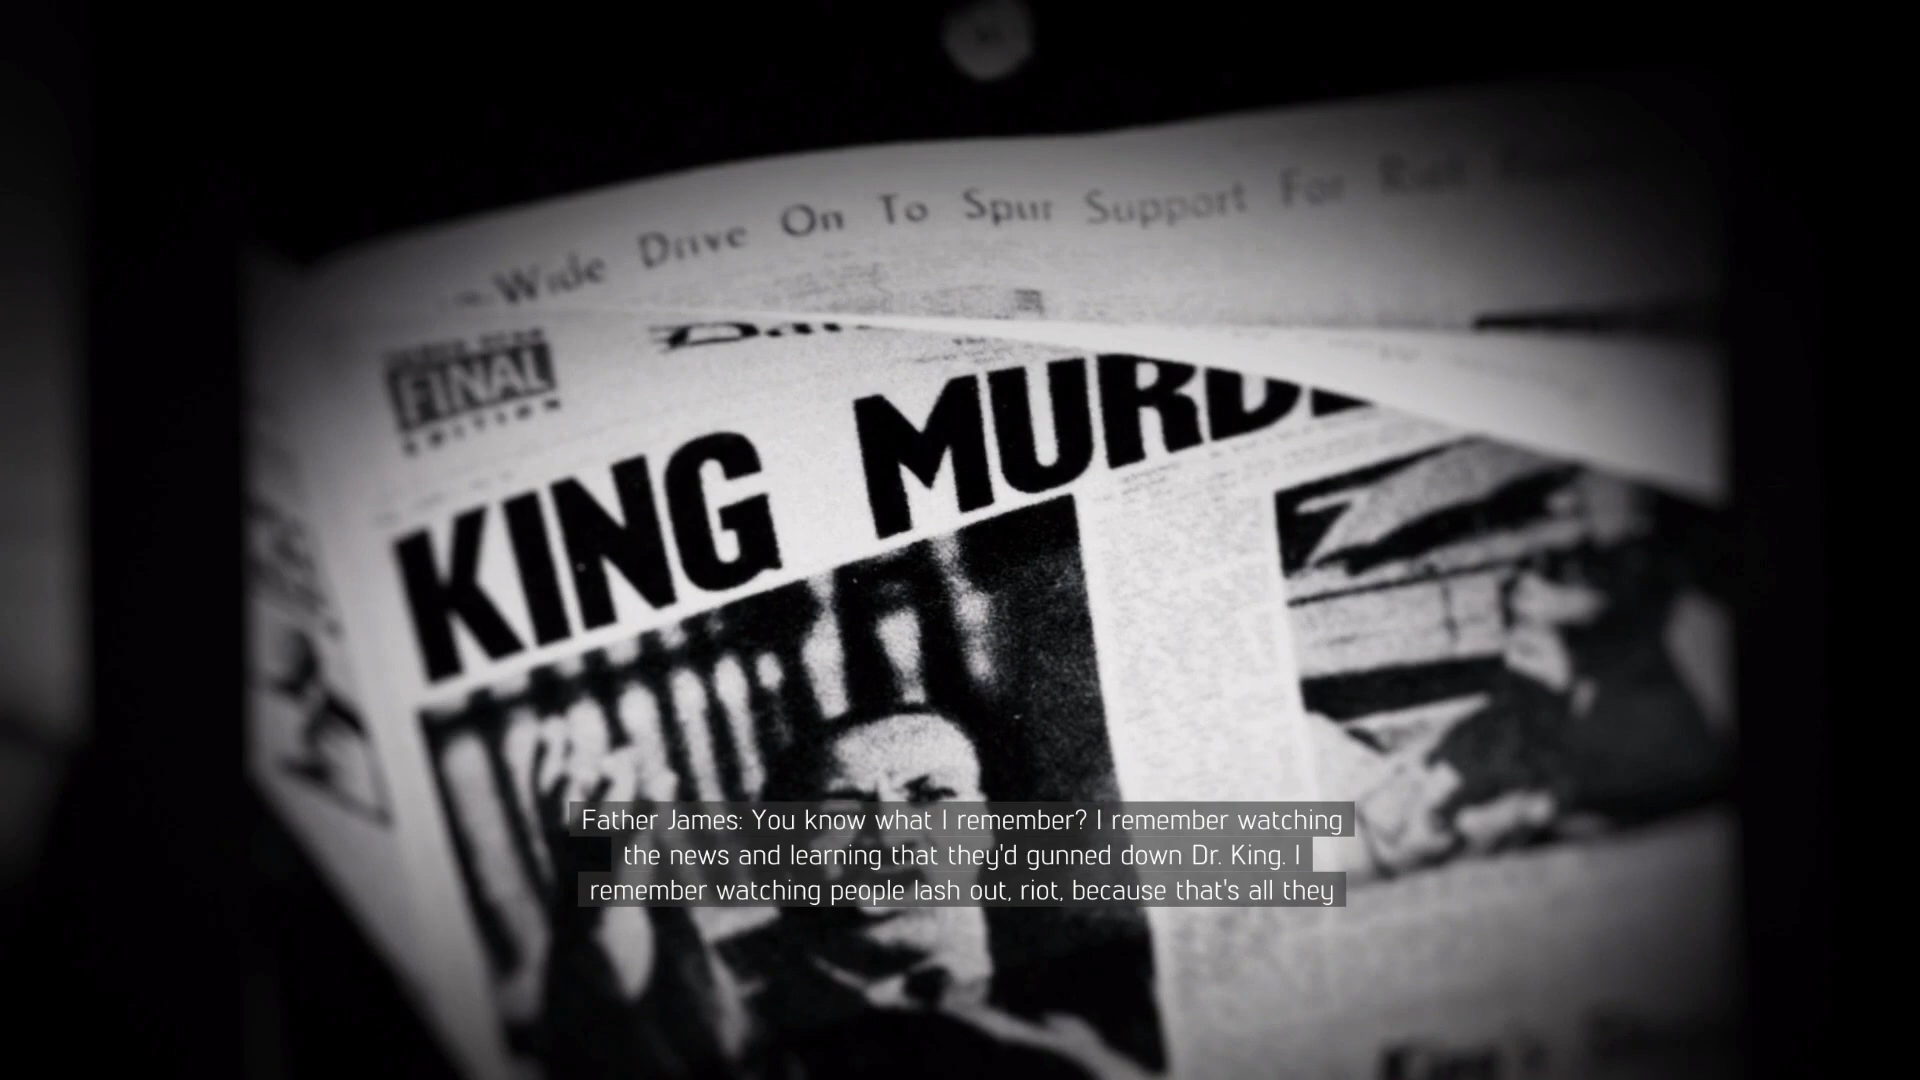 Wide Drive On To Spur Support For
FINAL
EDITION
KING MURD
Father James: You know what I remember? I remember watching
the news and learning that they'd gunned down Dr. King. I
remember watching people lash out, riot, because that's all they